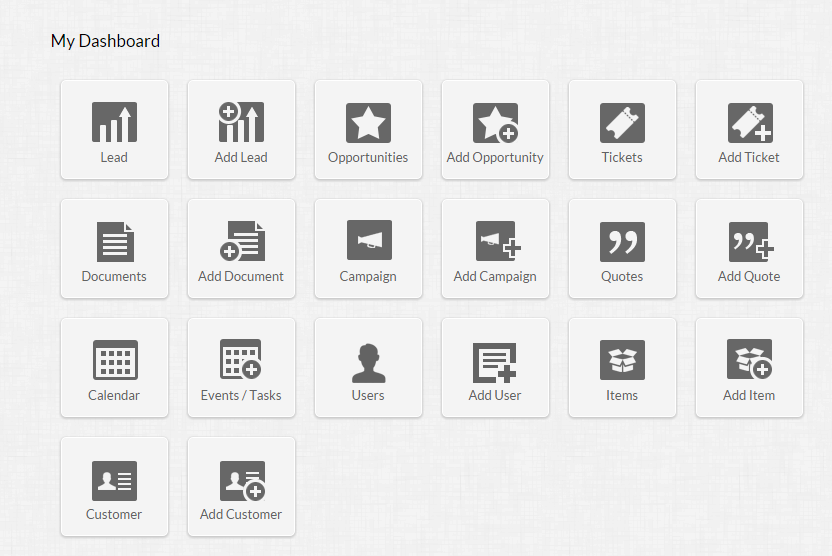 My Dashboard
Lead
Add Lead
Opportunities
Add Opportunity
Tickets
Add Ticket
Documents
Add Document
Campaign
Add Campaign
Quotes
Add Quote
Calendar
Events / Tasks
Users
Add User
Items
Add Item
Customer
Add Customer